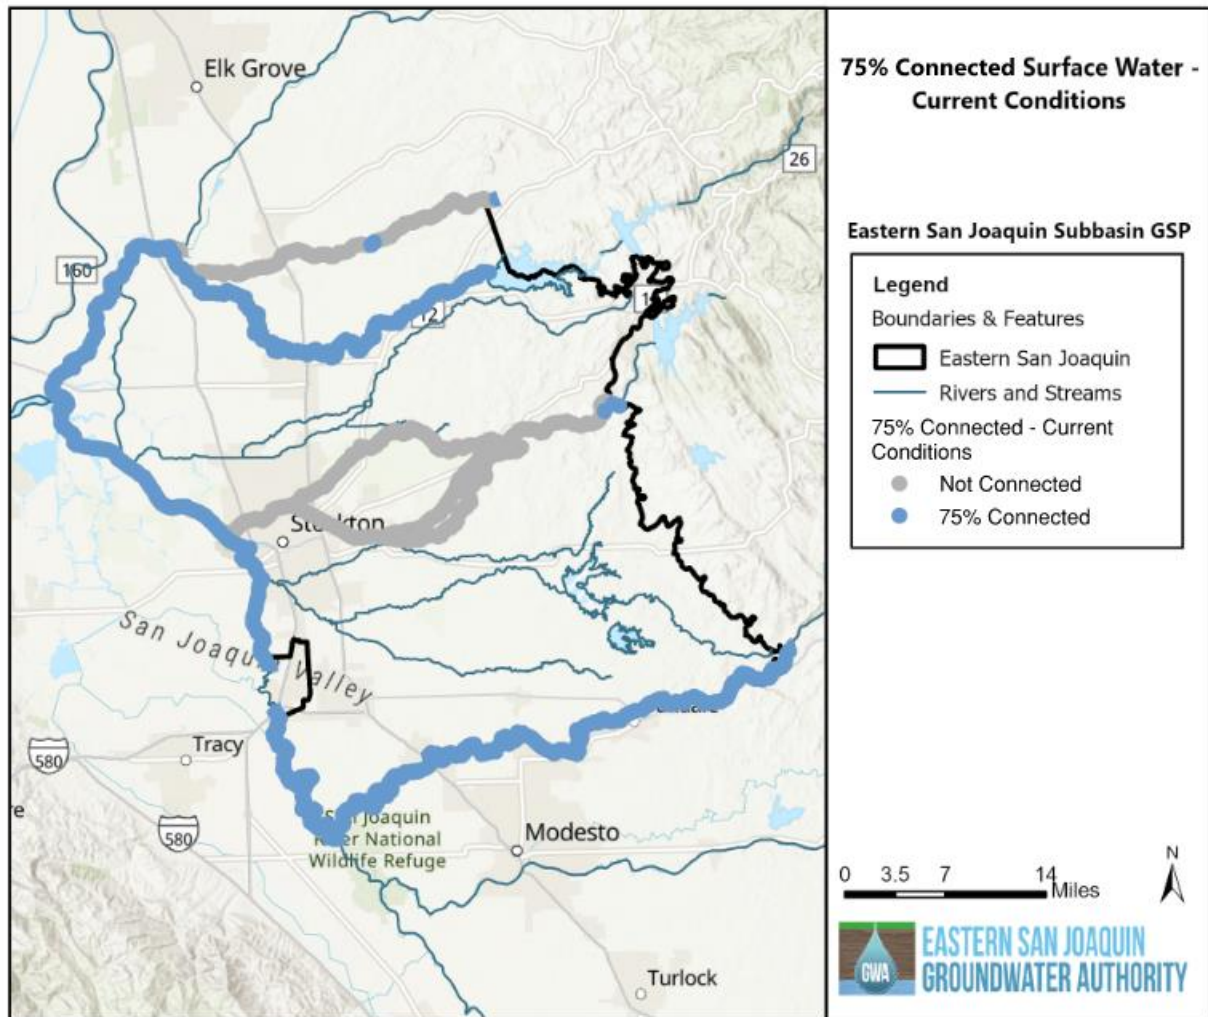 Elk Grove
26
160
12
Stockton
San Joaquin Valley
Tracy
580
580
San Joaquin
River National
Wildlife Refuge
Modesto
Turlock
75% Connected Surface Water -
Current Conditions
Eastern San Joaquin Subbasin GSP
Legend
Boundaries & Features
Eastern San Joaquin
Rivers and Streams
75% Connected - Current
Conditions
Not Connected
75% Connected
0 3.5 7 14
Miles
N
GWA
EASTERN SAN JOAQUIN
GROUNDWATER AUTHORITY